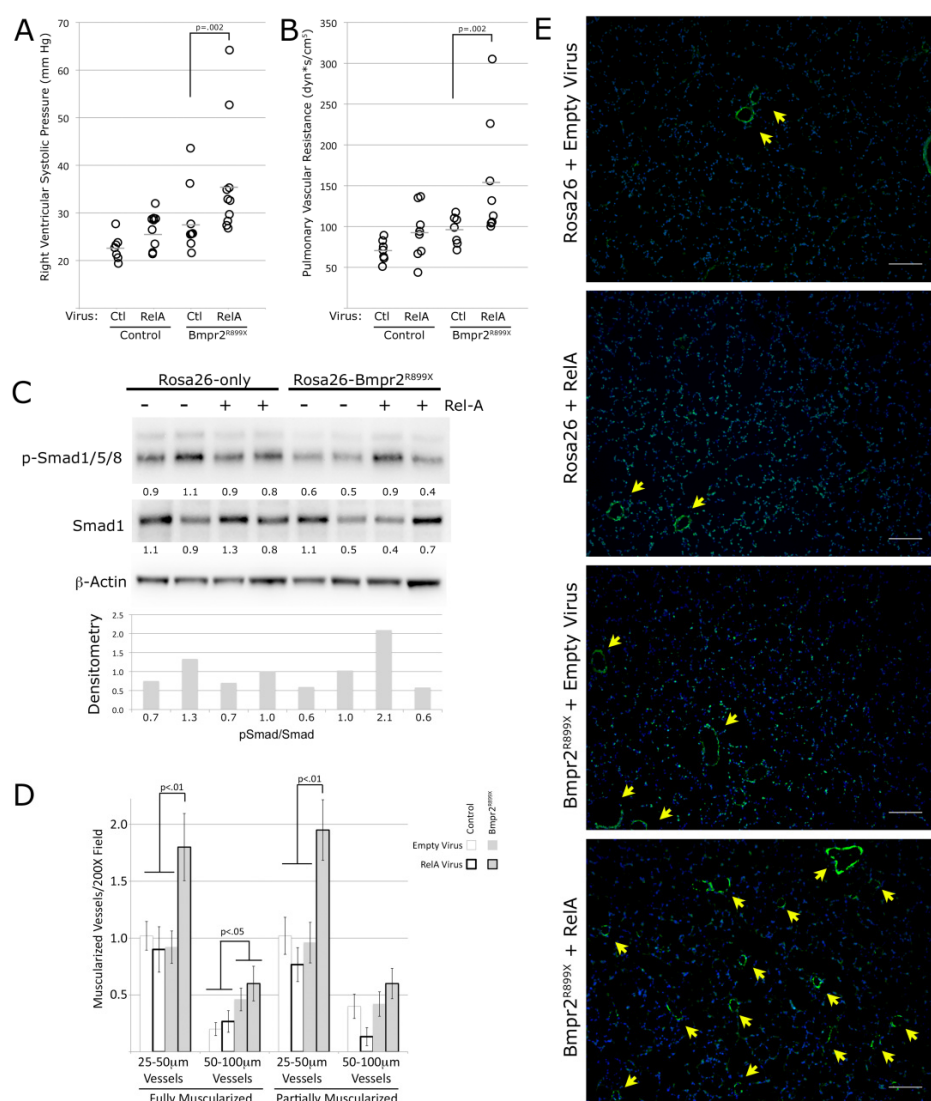 A
p=.002
Right Ventricular Systolic Pressure (mm Hg)
70
60
50
40
30
20
10
Virus: Ctl RelA Ctl RelA
Control Bmpr2R899X
B
p=.002
Pulmonary Vascular Resistance (dyn*s/cm5)
350
300
250
200
150
100
50
0
Virus: Ctl RelA Ctl RelA
Control Bmpr2R899X
C
Rosa26-only Rosa26-Bmpr2R899X
- - + + - - + + Rel-A
p-Smad1/5/8
0.9 1.1 0.9 0.8 0.6 0.5 0.9 0.4
Smad1
1.1 0.9 1.3 0.8 1.1 0.5 0.4 0.7
β-Actin
Densitometry
2.5
2.0
1.5
1.0
0.5
0.0
0.7 1.3 0.7 1.0 0.6 1.0 2.1 0.6
pSmad/Smad
D
Muscularized Vessels/200X Field
2.0
1.5
1.0
0.5
p<.01
p<.05
p<.01
Control
Bmpr2R899X
Empty Virus
RelA Virus
25-50μm 50-100μm 25-50μm 50-100μm
Vessels Vessels Vessels Vessels
Fully Muscularized Partially Muscularized
E
Rosa26 + Empty Virus
Rosa26 + RelA
Bmpr2R899X + Empty Virus
Bmpr2R899X + RelA